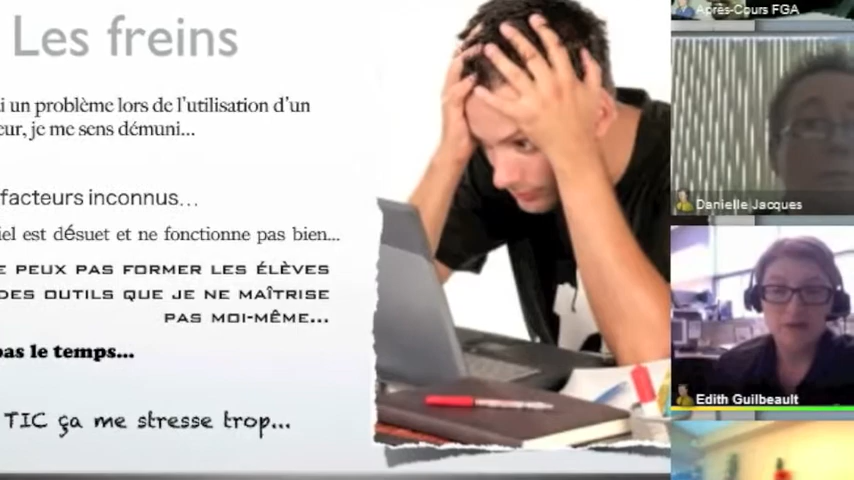 Les freins
i un problème lors de l'utilisation d'un
eur, je me sens démuni...
facteurs inconnus...
iel est désuet et ne fonctionne pas bien...
E PEUX PAS FORMER LES ÉLÈVES
DES OUTILS QUE JE NE MAÎTRISE
PAS MOI-MÊME...
pas le temps...
TIC ça me stresse trop...
Après-Cours FGA
Danielle Jacques
Edith Guilbeault